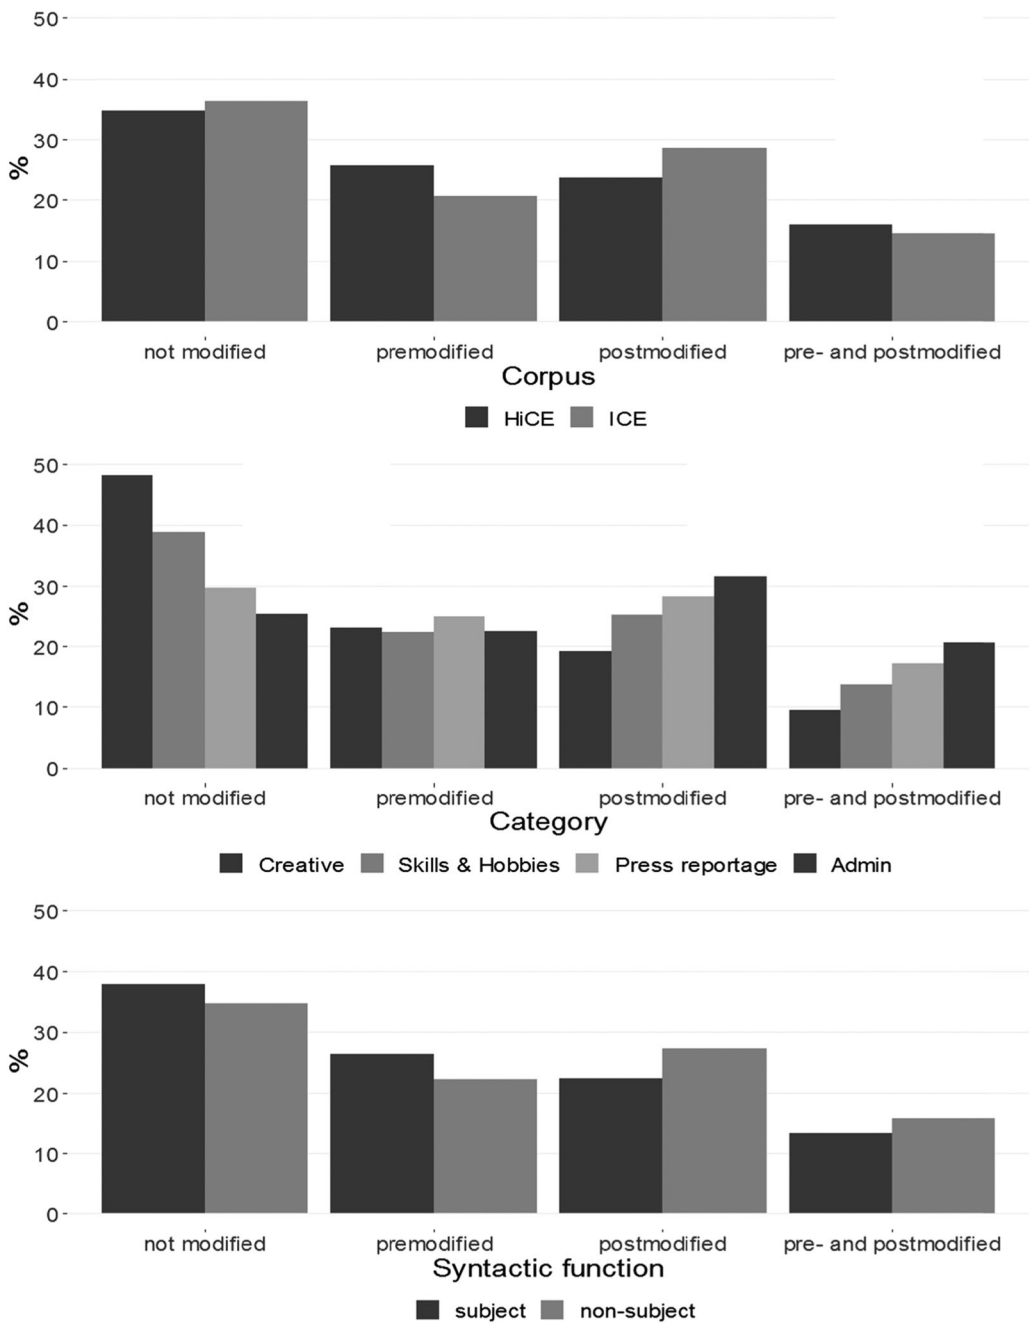 50
40
30
20
10
0
%
not modified premodified postmodified pre- and postmodified
Corpus
HiCE ICE
50
40
30
20
10
0
%
not modified premodified postmodified pre- and postmodified
Category
Creative Skills & Hobbies Press reportage Admin
50
40
30
20
10
0
%
not modified premodified postmodified pre- and postmodified
Syntactic function
subject non-subject